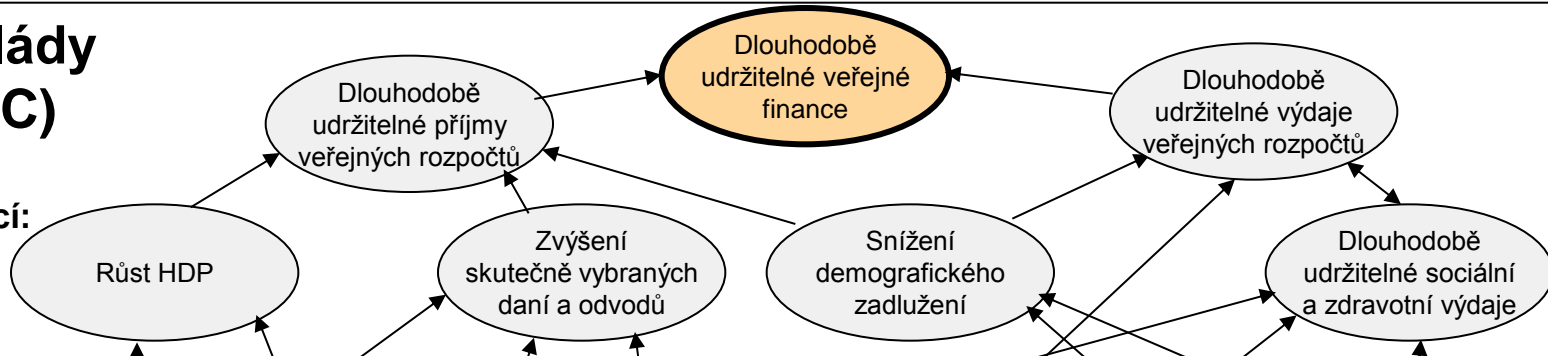 lády
C)
cí:
Dlouhodobě
udržitelné veřejné
finance
Dlouhodobě
udržitelné příjmy
veřejných rozpočtů
Dlouhodobě
udržitelné výdaje
veřejných rozpočtů
Růst HDP
Zvýšení
skutečně vybraných
daní a odvodů
Snížení
demografického
zadlužení
Dlouhodobě
udržitelné sociální
a zdravotní výdaje